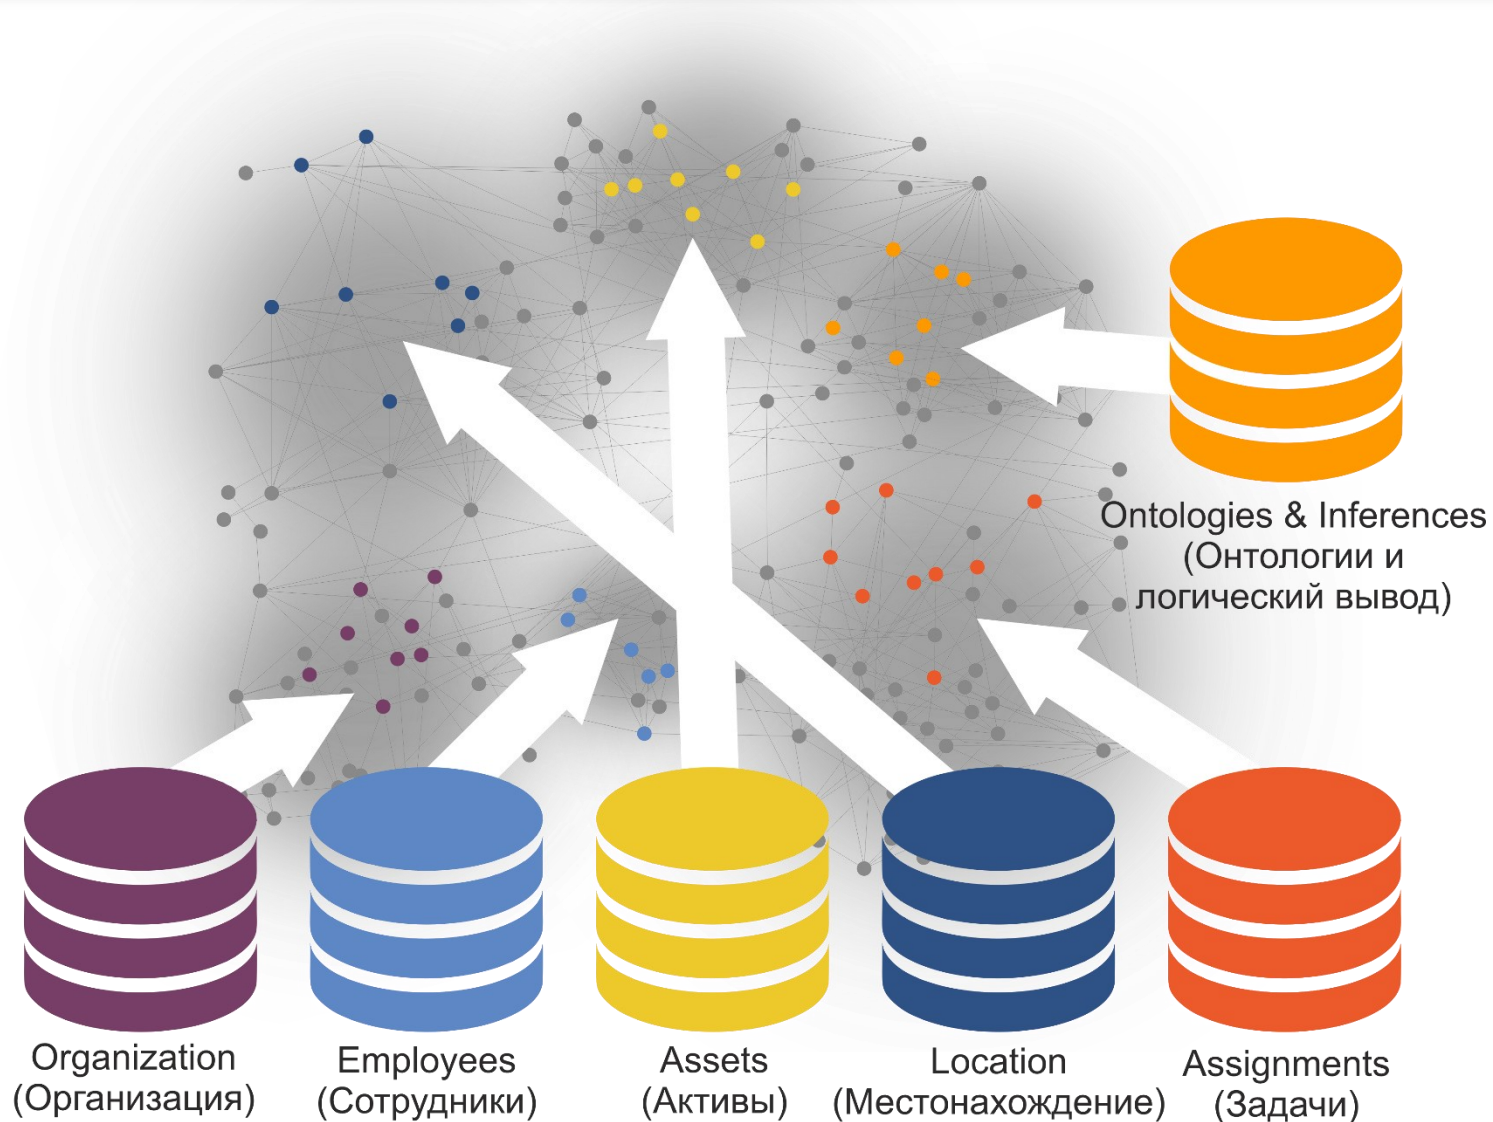 Ontologies & Inferences
(Онтологии и
логический вывод)
Organization
(Организация)
Employees
(Сотрудники)
Assets
(Активы)
Location
(Местонахождение)
Assignments
(Задачи)